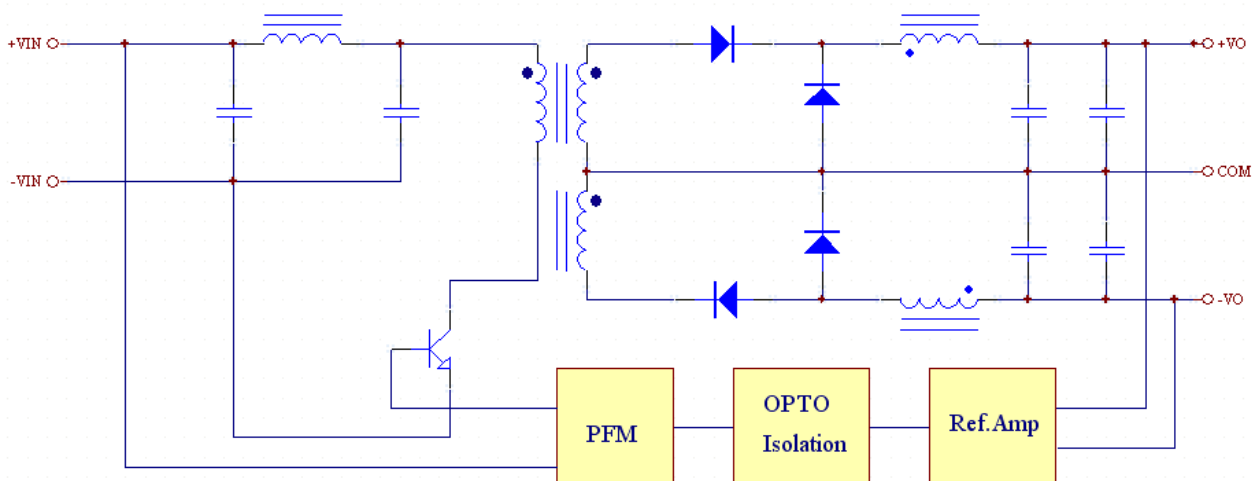 +VIN
+VO
-VIN
COM
-VO
PFM
OPTO
Isolation
Ref.Amp